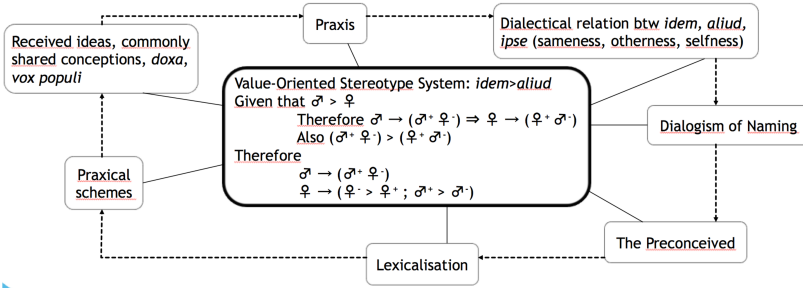 Praxis
Dialectical relation btw idem, aliud,
ipse (sameness, otherness, selfness)
Received ideas, commonly
shared conceptions, doxa,
vox populi
Value-Oriented Stereotype System: idem>aliud
Given that ♂ > ♀
Therefore ♂ → (♂⁺ ♀⁻) ⇒ ♀ → (♀⁺ ♂⁻)
Also (♂⁺ ♀⁻) > (♀⁺ ♂⁻)
Therefore
♂ → (♂⁺ ♀⁻)
♀ → (♀⁻ > ♀⁺ ; ♂⁺ > ♂⁻)
Dialogism of Naming
Praxical
schemes
The Preconceived
Lexicalisation